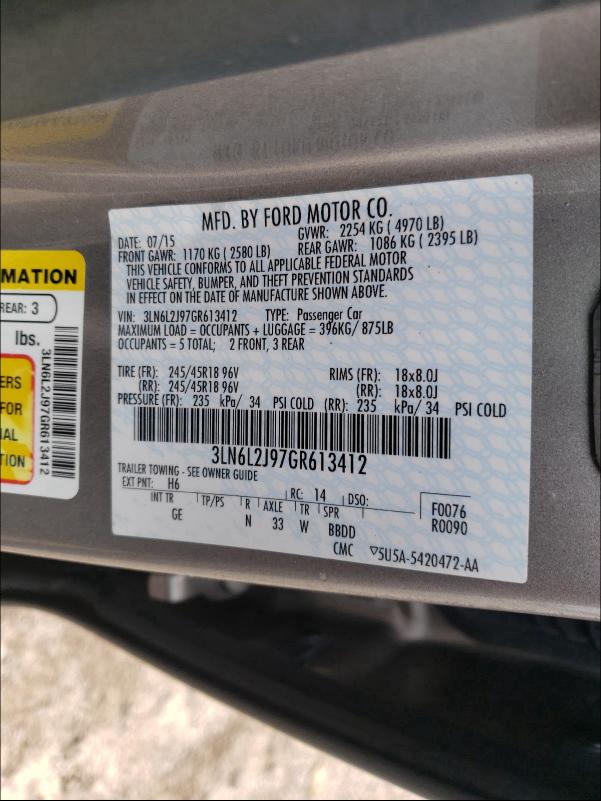 MFD. BY FORD MOTOR CO.
DATE: 07/15 GVWR: 2254 KG ( 4970 LB)
FRONT GAWR: 1170 KG ( 2580 LB) REAR GAWR: 1086 KG ( 2395 LB)
THIS VEHICLE CONFORMS TO ALL APPLICABLE FEDERAL MOTOR
VEHICLE SAFETY, BUMPER, AND THEFT PREVENTION STANDARDS
IN EFFECT ON THE DATE OF MANUFACTURE SHOWN ABOVE.
VIN: 3LN6L2J97GR613412 TYPE: Passenger Car
MAXIMUM LOAD = OCCUPANTS + LUGGAGE = 396KG/ 875LB
OCCUPANTS = 5 TOTAL; 2 FRONT, 3 REAR
TIRE (FR): 245/45R18 96V RIMS (FR): 18x8.0J
(RR): 245/45R18 96V (RR): 18x8.0J
PRESSURE (FR): 235 kPa/ 34 PSI COLD (RR): 235 kPa/ 34 PSI COLD
3LN6L2J97GR613412
TRAILER TOWING - SEE OWNER GUIDE
EXT PNT: H6 RC: 14 DSO:
INT TR TP/PS R AXLE TR SPR F0076
GE N 33 W BBDD R0090
CMC ▽5U5A-5420472-AA
RMATION
REAR: 3
lbs.
ERS
FOR
NAL
TION
3LN6L2J97GR613412